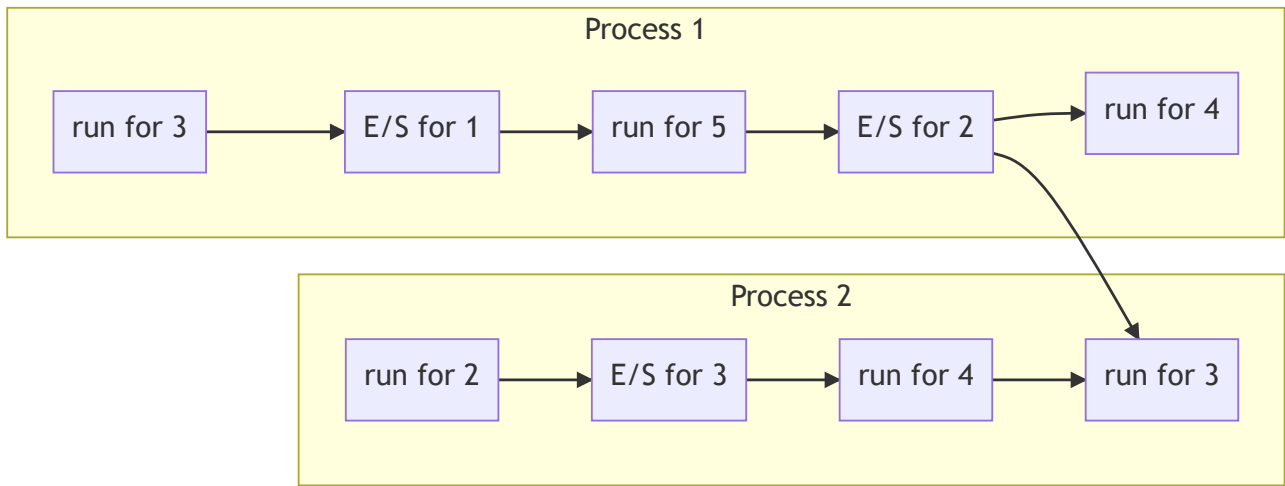 Process 1
run for 3
E/S for 1
run for 5
E/S for 2
run for 4
Process 2
run for 2
E/S for 3
run for 4
run for 3